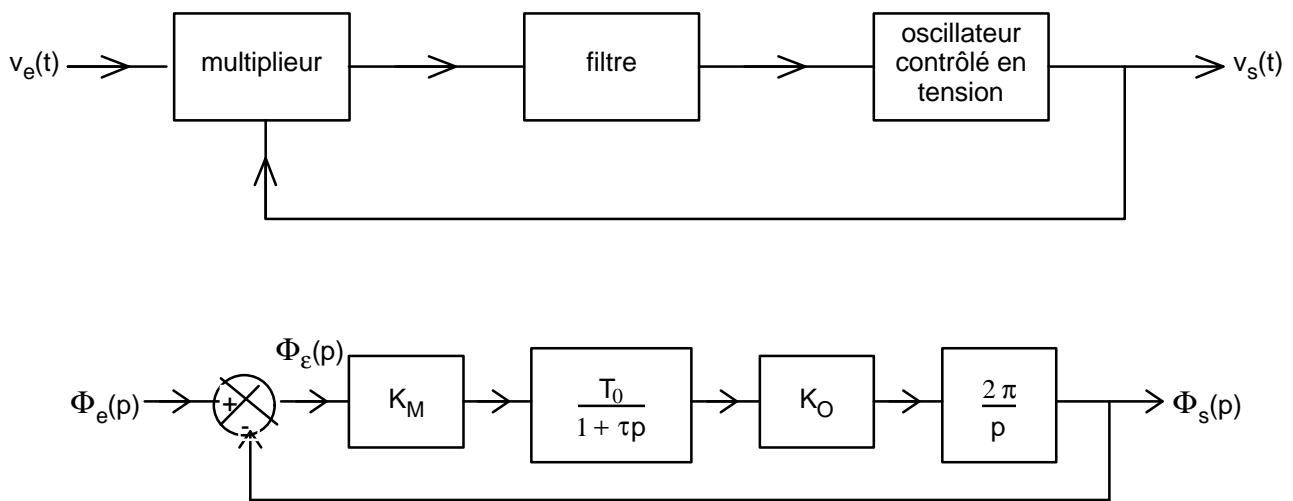 v_e(t)
multiplieur
filtre
oscillateur
contrôlé en
tension
v_s(t)
Φ_e(p)
+
-
Φ_ε(p)
K_M
T_0
1 + τp
K_O
2 π
p
Φ_s(p)